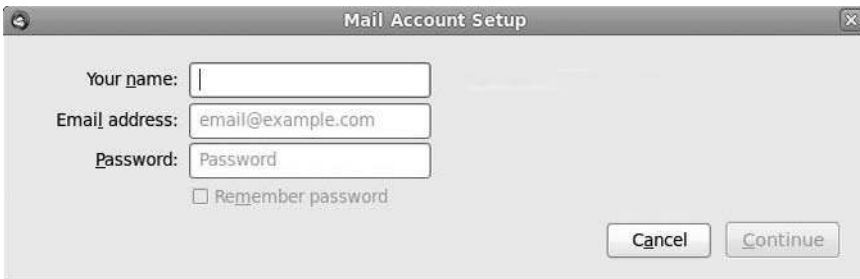 Mail Account Setup
Your name:
Email address: email@example.com
Password: Password
Remember password
Cancel Continue